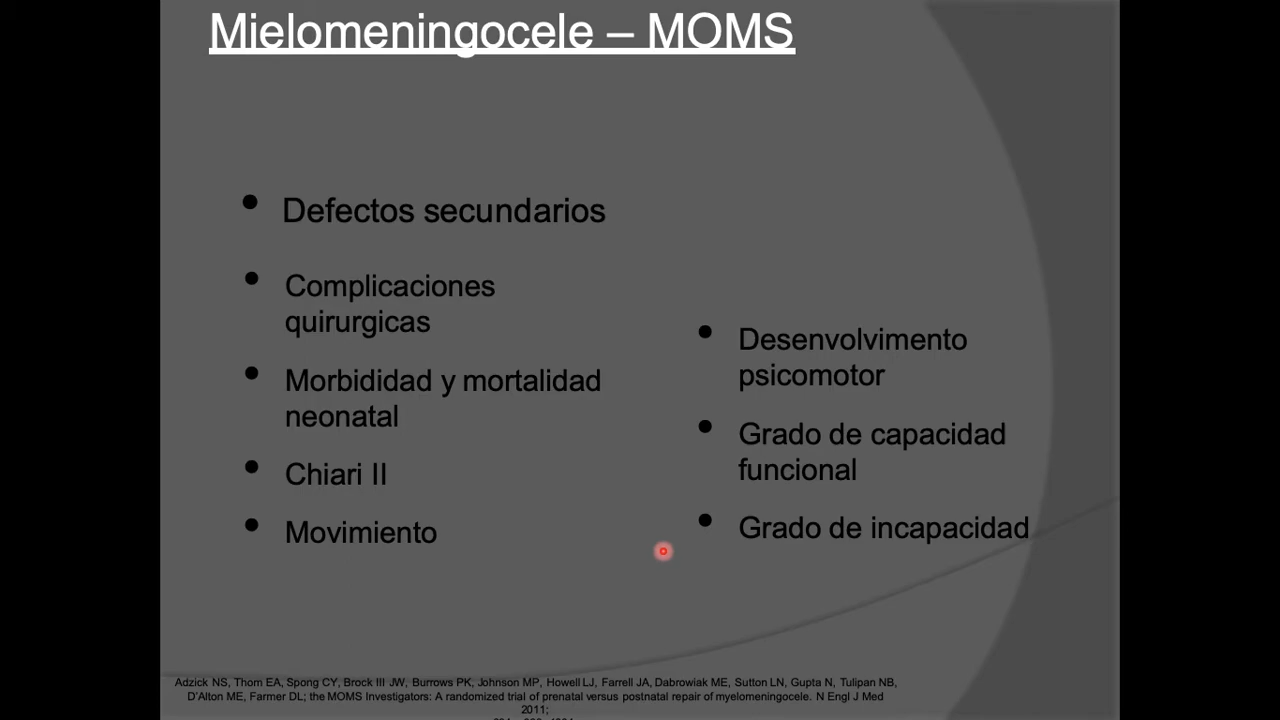 Mielomeningocele – MOMS
• Defectos secundarios
• Complicaciones
quirurgicas
• Morbididad y mortalidad
neonatal
• Chiari II
• Movimiento
• Desenvolvimento
psicomotor
• Grado de capacidad
funcional
• Grado de incapacidad
Adzick NS, Thom EA, Spong CY, Brock III JW, Burrows PK, Johnson MP, Howell LJ, Farrell JA, Dabrowiak ME, Sutton LN, Gupta N, Tulipan NB,
D'Alton ME, Farmer DL; the MOMS Investigators: A randomized trial of prenatal versus postnatal repair of myelomeningocele. N Engl J Med
2011;